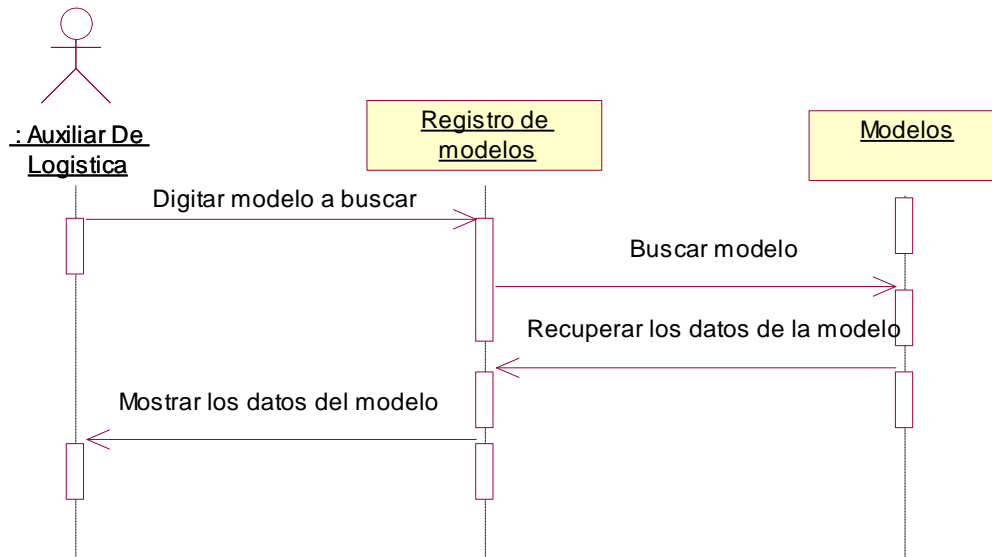 : Auxiliar De
Logistica
Registro de
modelos
Modelos
Digitar modelo a buscar
Buscar modelo
Recuperar los datos de la modelo
Mostrar los datos del modelo